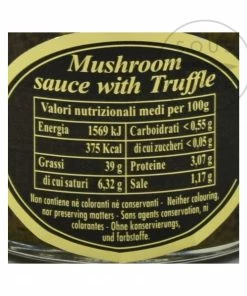 Mushroom
sauce with Truffle
Valori nutrizionali medi per 100g
Energia 1569 kJ Carboidrati < 0,55 g
375 Kcal di cui zuccheri < 0,05 g
Grassi 39 g Proteine 3,07 g
di cui saturi 6,32 g Sale 1,17 g
Non contiene né coloranti né conservanti - Neither colouring,
nor preserving matters - Sans agents conservation, ni
colorantes - Ohne konservierungs,
und farbstoffe.